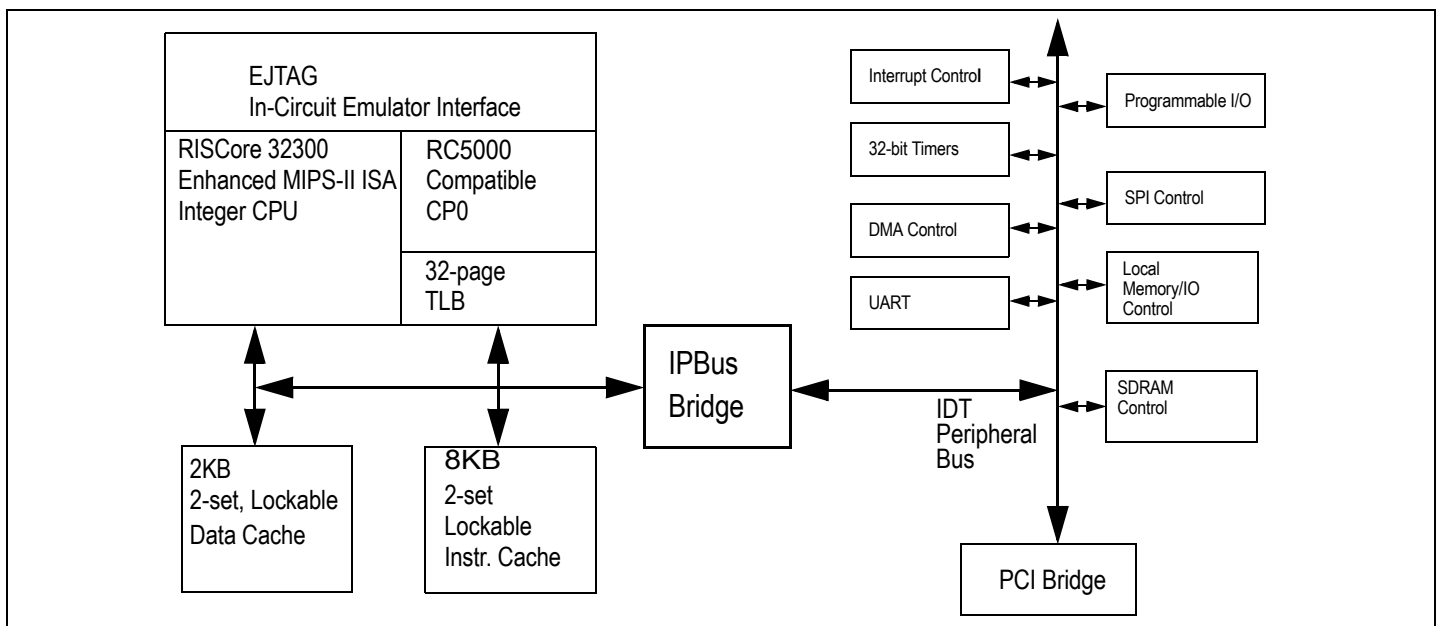 EJTAG
In-Circuit Emulator Interface
RISCore 32300
Enhanced MIPS-II ISA
Integer CPU
RC5000
Compatible
CP0
32-page
TLB
2KB
2-set, Lockable
Data Cache
8KB
2-set
Lockable
Instr. Cache
IPBus
Bridge
IDT
Peripheral
Bus
Interrupt Control
32-bit Timers
DMA Control
UART
Programmable I/O
SPI Control
Local
Memory/IO
Control
SDRAM
Control
PCI Bridge